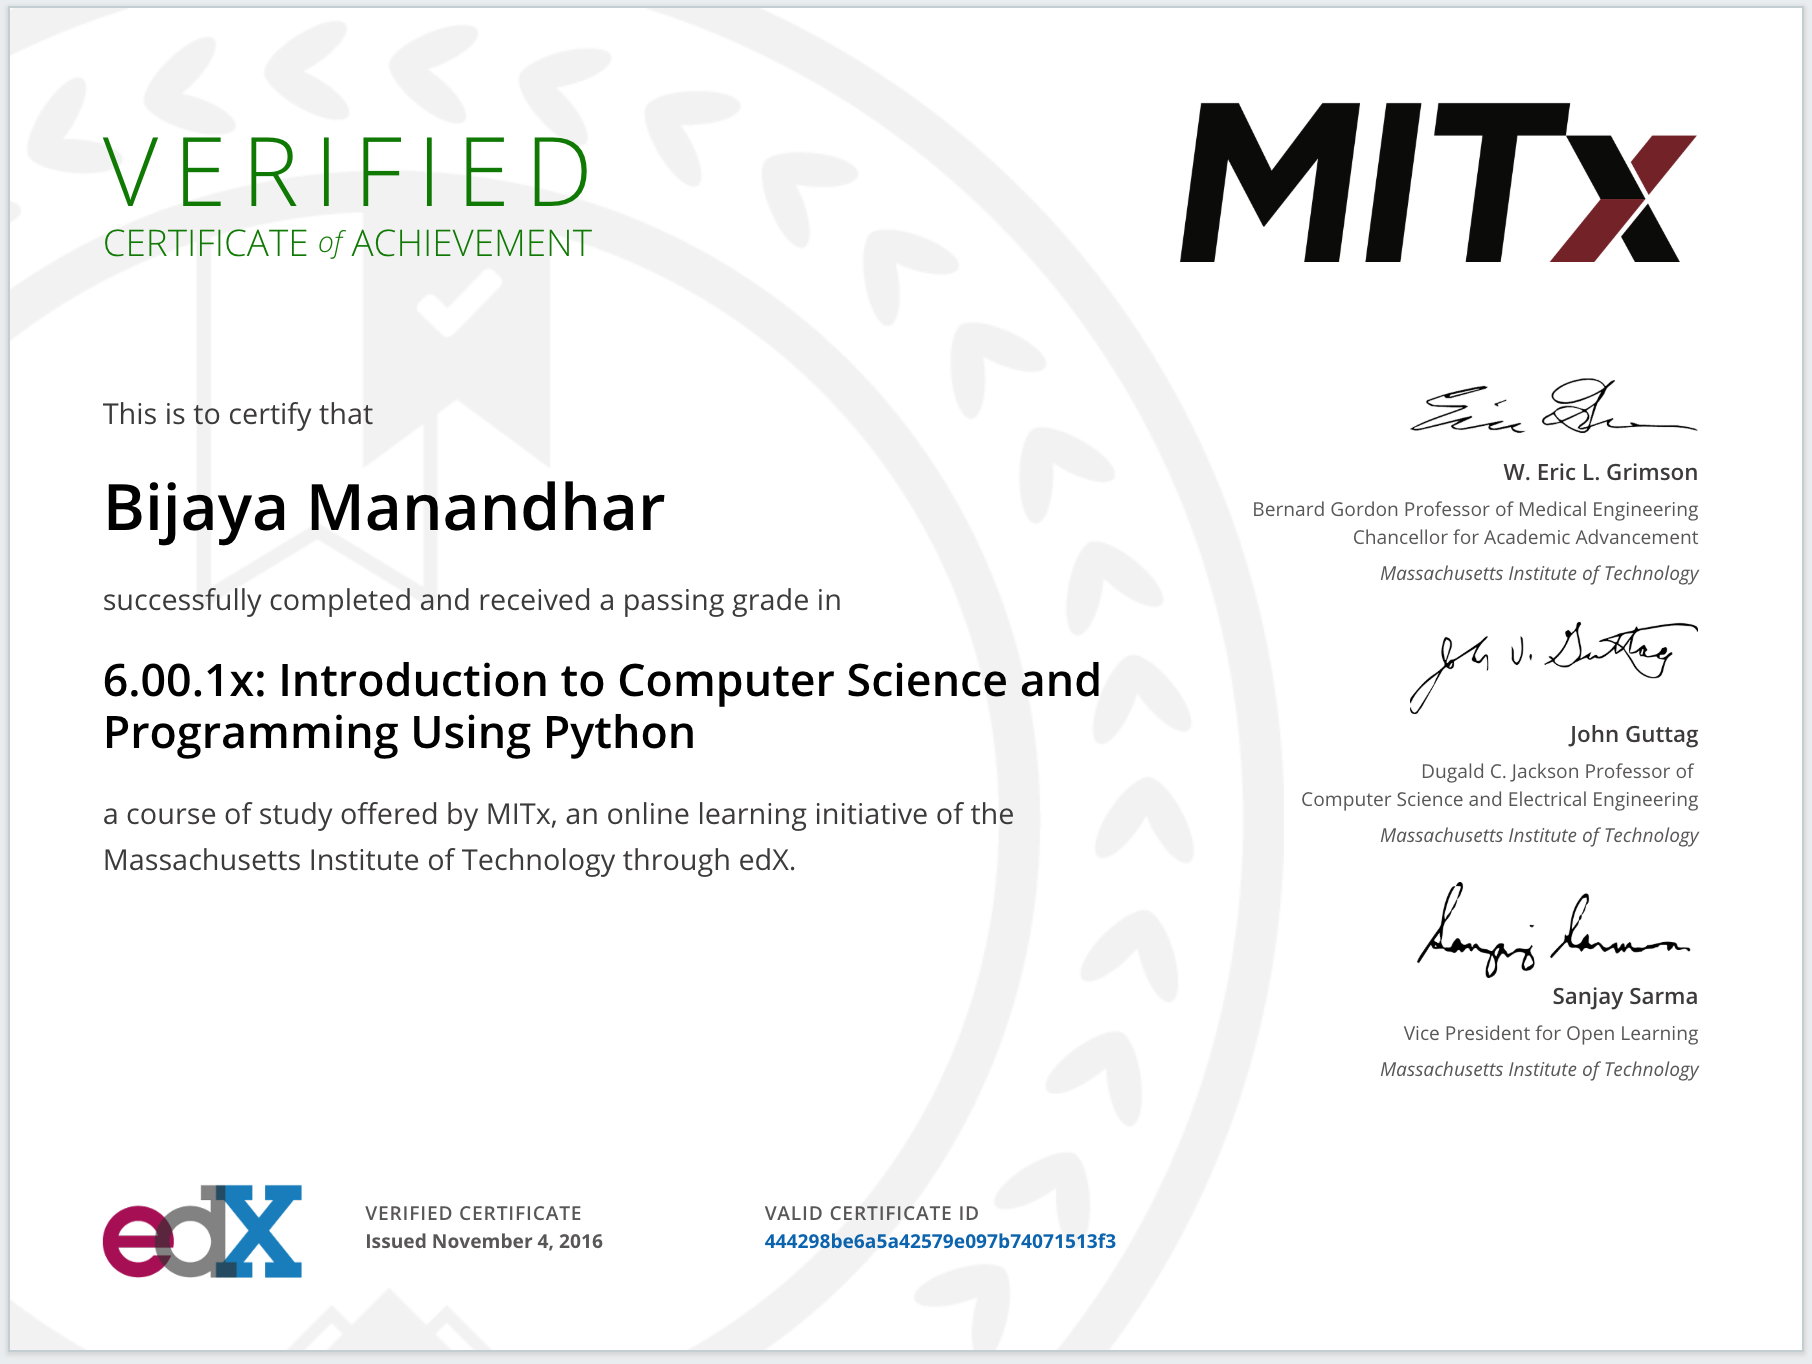 VERIFIED
CERTIFICATE of ACHIEVEMENT
MITx
This is to certify that
Bijaya Manandhar
successfully completed and received a passing grade in
6.00.1x: Introduction to Computer Science and
Programming Using Python
a course of study offered by MITx, an online learning initiative of the
Massachusetts Institute of Technology through edX.
W. Eric L. Grimson
Bernard Gordon Professor of Medical Engineering
Chancellor for Academic Advancement
Massachusetts Institute of Technology
John V. Guttag
John Guttag
Dugald C. Jackson Professor of
Computer Science and Electrical Engineering
Massachusetts Institute of Technology
Sanjay Sarma
Sanjay Sarma
Vice President for Open Learning
Massachusetts Institute of Technology
edX
VERIFIED CERTIFICATE
Issued November 4, 2016
VALID CERTIFICATE ID
444298be6a5a42579e097b74071513f3